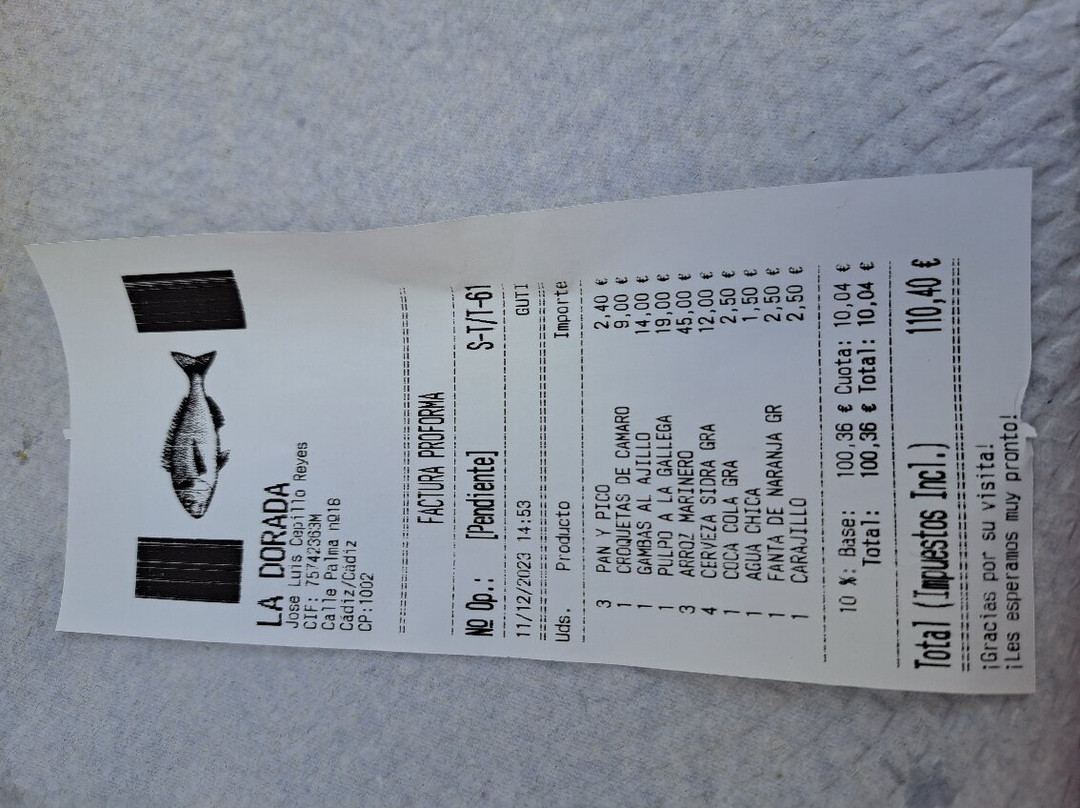 LA DORADA
Jose Luis Capillo Reyes
CIF: 75742363M
Calle Palma nº18
Cádiz/Cádiz
CP:1002
FACTURA PROFORMA
Nº Op.: [Pendiente] S-T/T-61
11/12/2023 14:53 GUTI
Uds. Producto Importe
3 PAN Y PICO 2,40 €
1 CROQUETAS DE CAMARO 9,00 €
1 GAMBAS AL AJILLO 14,00 €
1 PULPO A LA GALLEGA 19,00 €
3 ARROZ MARINERO 45,00 €
4 CERVEZA SIDRA GRA 12,00 €
1 COCA COLA GRA 2,50 €
1 AGUA CHICA 1,50 €
1 FANTA DE NARANJA GR 2,50 €
1 CARAJILLO 2,50 €
10 %: Base: 100,36 € Cuota: 10,04 €
Total: 100,36 € Total: 10,04 €
Total (Impuestos Incl.) 110,40 €
¡Gracias por su visita!
¡Les esperamos muy pronto!